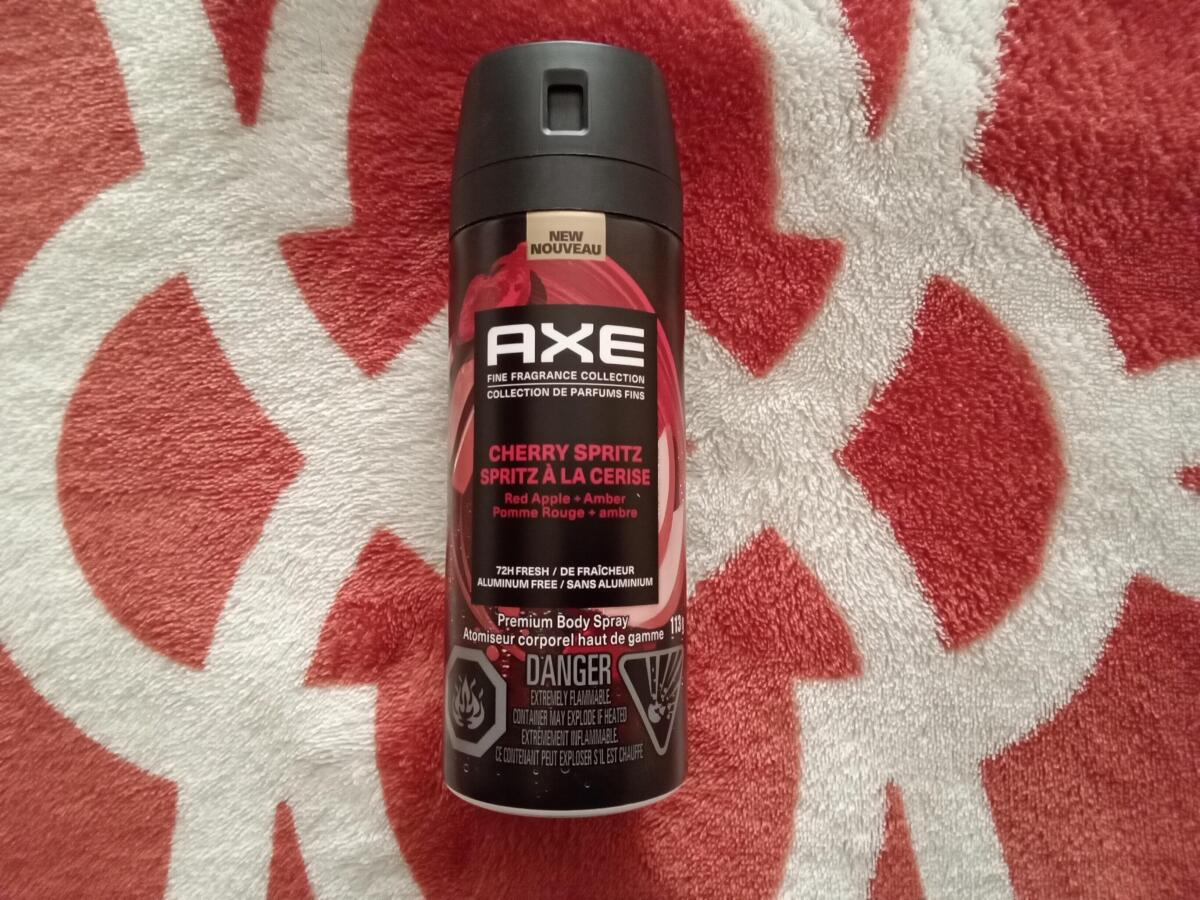 NEW
NOUVEAU
AXE
FINE FRAGRANCE COLLECTION
COLLECTION DE PARFUMS FINS
CHERRY SPRITZ
SPRITZ À LA CERISE
Red Apple + Amber
Pomme Rouge + ambre
72H FRESH / DE FRAÎCHEUR
ALUMINUM FREE / SANS ALUMINIUM
Premium Body Spray
Atomiseur corporel haut de gamme
113g
DANGER
EXTREMELY FLAMMABLE.
CONTAINER MAY EXPLODE IF HEATED
EXTRÊMEMENT INFLAMMABLE.
CE CONTENANT PEUT EXPLOSER S'IL EST CHAUFFÉ